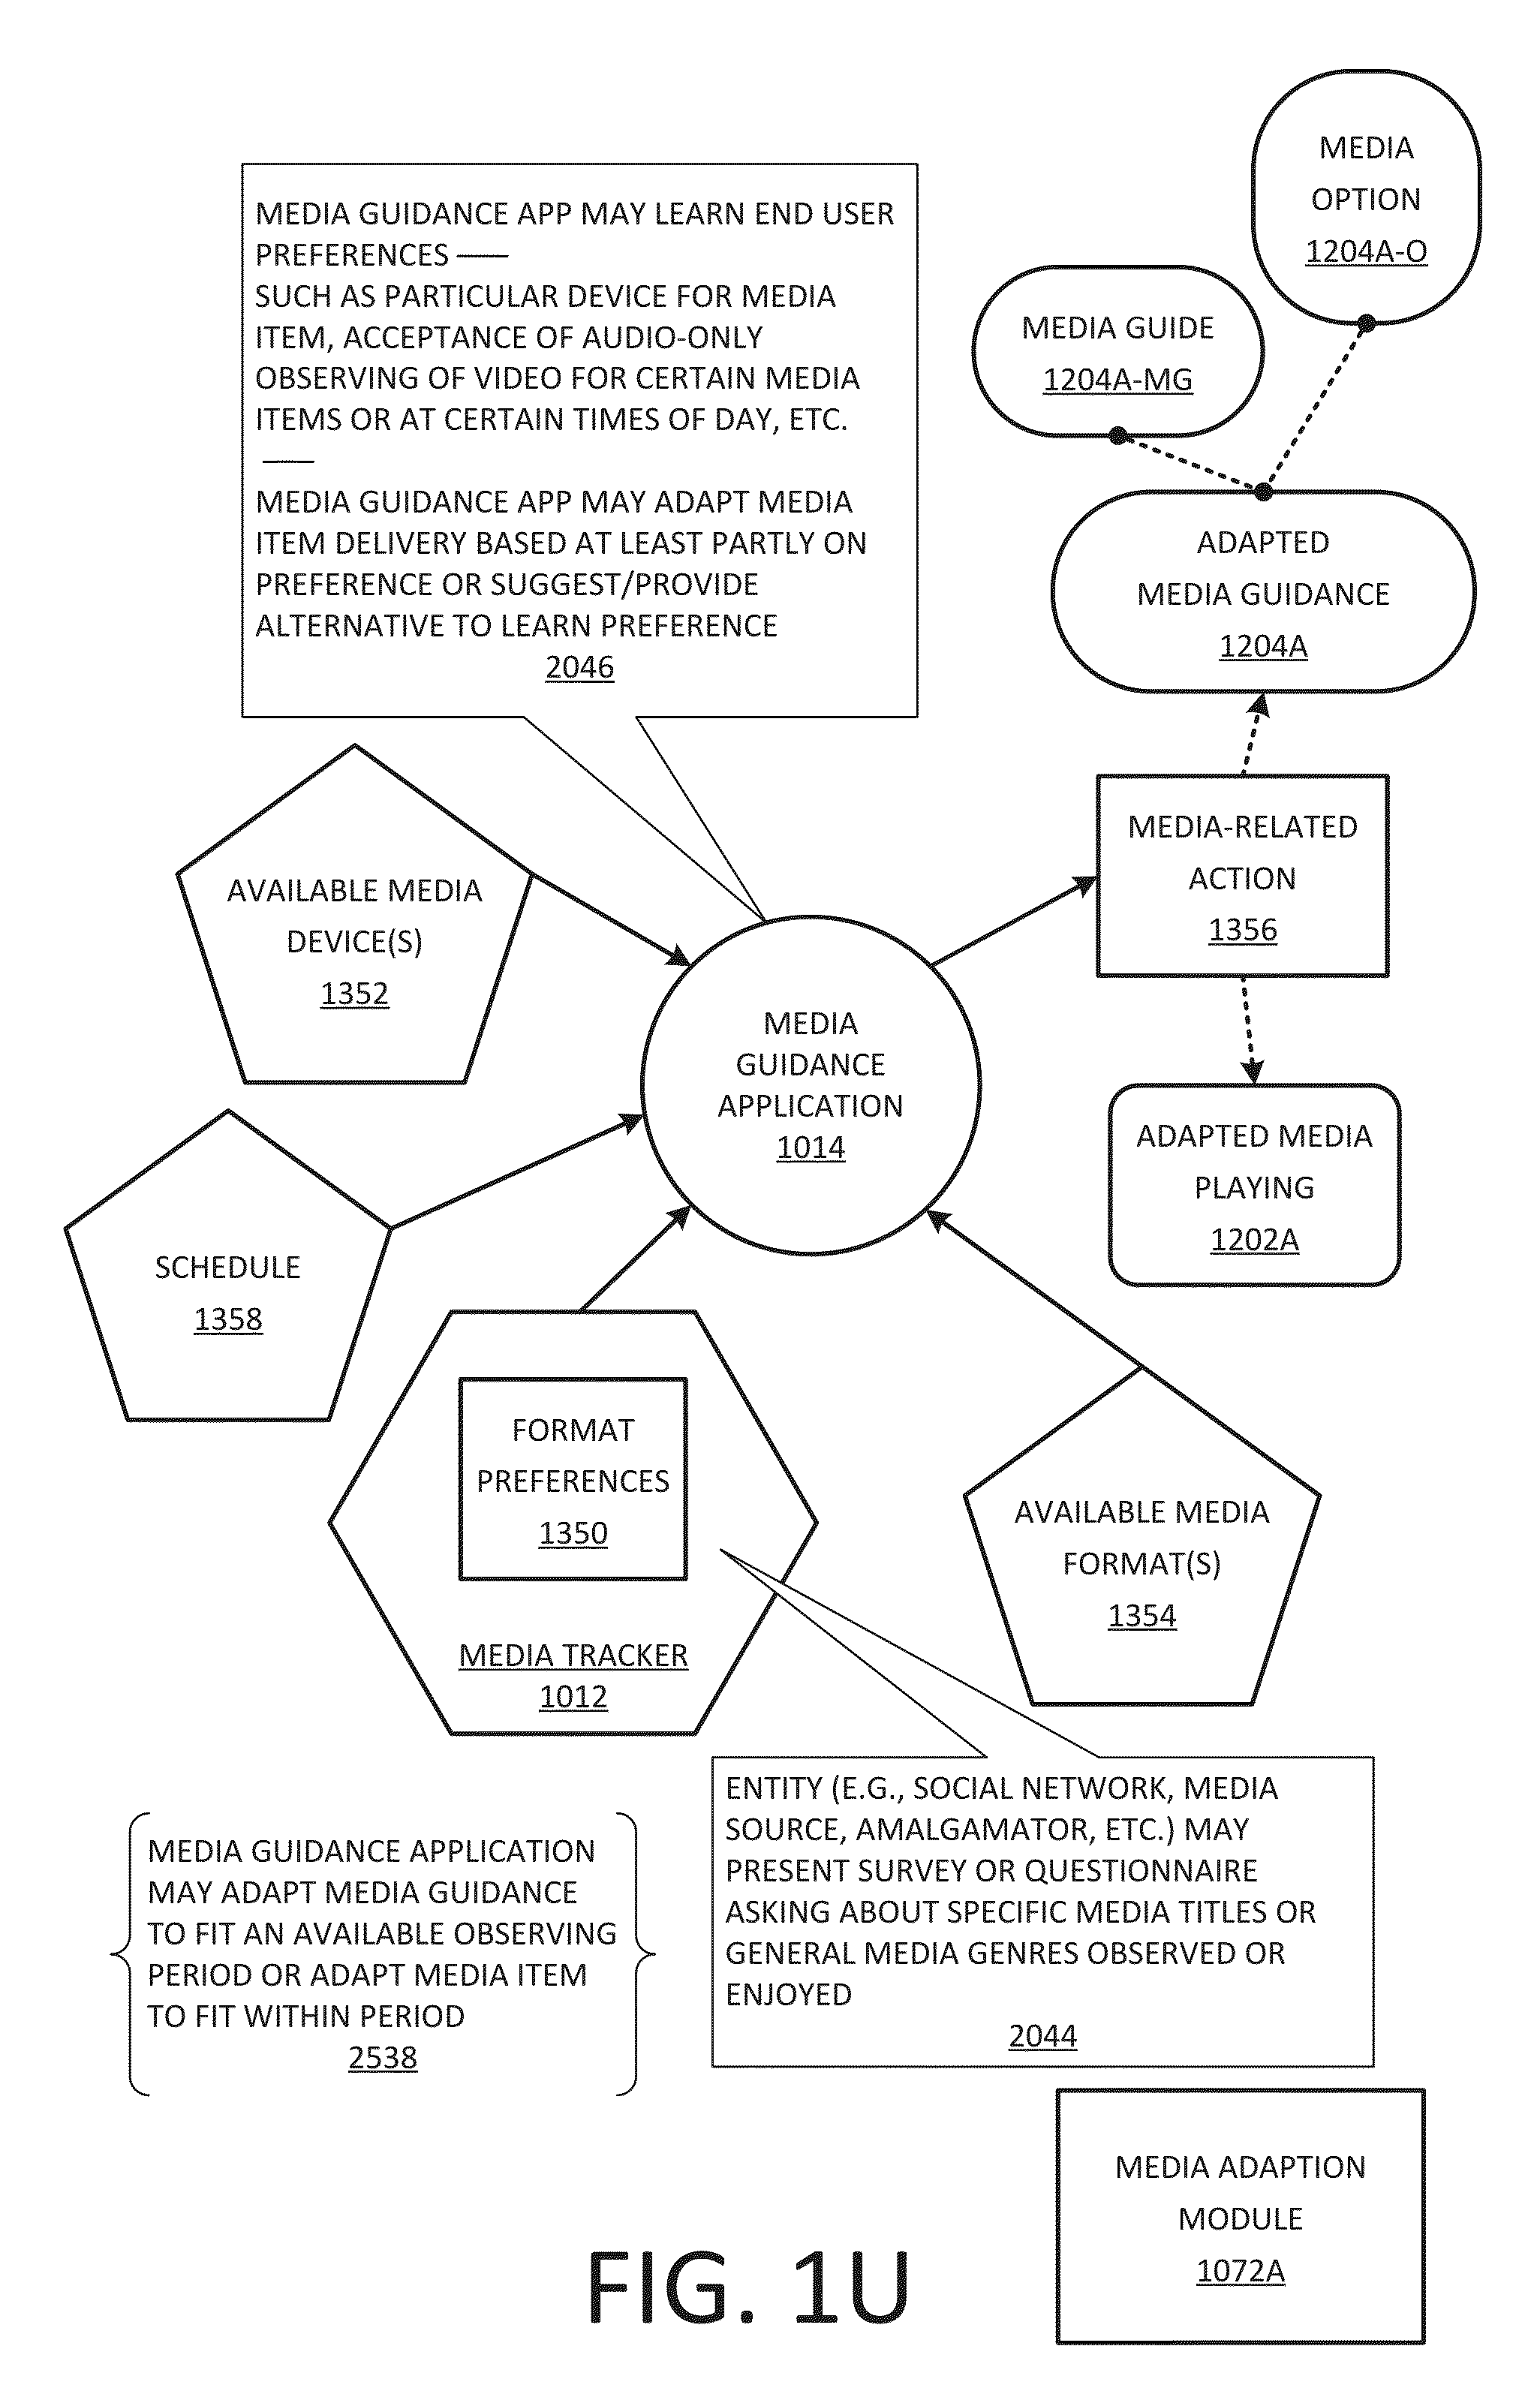 MEDIA
OPTION
1204A-O
MEDIA GUIDANCE APP MAY LEARN END USER
PREFERENCES ——
SUCH AS PARTICULAR DEVICE FOR MEDIA
ITEM, ACCEPTANCE OF AUDIO-ONLY
OBSERVING OF VIDEO FOR CERTAIN MEDIA
ITEMS OR AT CERTAIN TIMES OF DAY, ETC.
——
MEDIA GUIDANCE APP MAY ADAPT MEDIA
ITEM DELIVERY BASED AT LEAST PARTLY ON
PREFERENCE OR SUGGEST/PROVIDE
ALTERNATIVE TO LEARN PREFERENCE
2046
MEDIA GUIDE
1204A-MG
ADAPTED
MEDIA GUIDANCE
1204A
MEDIA-RELATED
ACTION
1356
AVAILABLE MEDIA
DEVICE(S)
1352
MEDIA
GUIDANCE
APPLICATION
1014
ADAPTED MEDIA
PLAYING
1202A
SCHEDULE
1358
FORMAT
PREFERENCES
1350
MEDIA TRACKER
1012
AVAILABLE MEDIA
FORMAT(S)
1354
MEDIA GUIDANCE APPLICATION
MAY ADAPT MEDIA GUIDANCE
TO FIT AN AVAILABLE OBSERVING
PERIOD OR ADAPT MEDIA ITEM
TO FIT WITHIN PERIOD
2538
ENTITY (E.G., SOCIAL NETWORK, MEDIA
SOURCE, AMALGAMATOR, ETC.) MAY
PRESENT SURVEY OR QUESTIONNAIRE
ASKING ABOUT SPECIFIC MEDIA TITLES OR
GENERAL MEDIA GENRES OBSERVED OR
ENJOYED
2044
MEDIA ADAPTION
MODULE
1072A
FIG. 1U